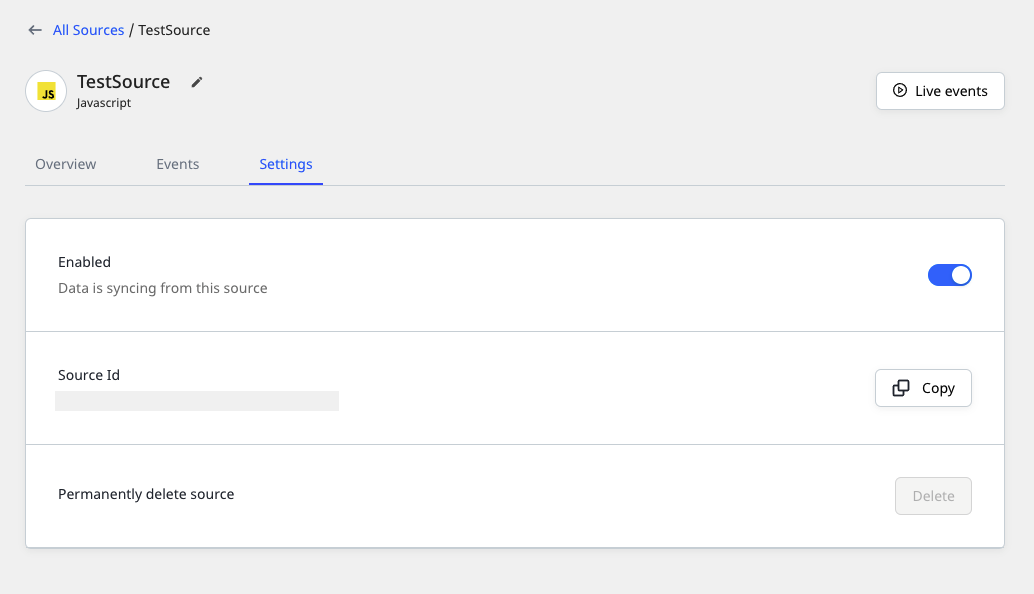 All Sources / TestSource
TestSource
JS
Javascript
Live events
Overview Events Settings
Enabled
Data is syncing from this source
Source Id
Copy
Permanently delete source
Delete